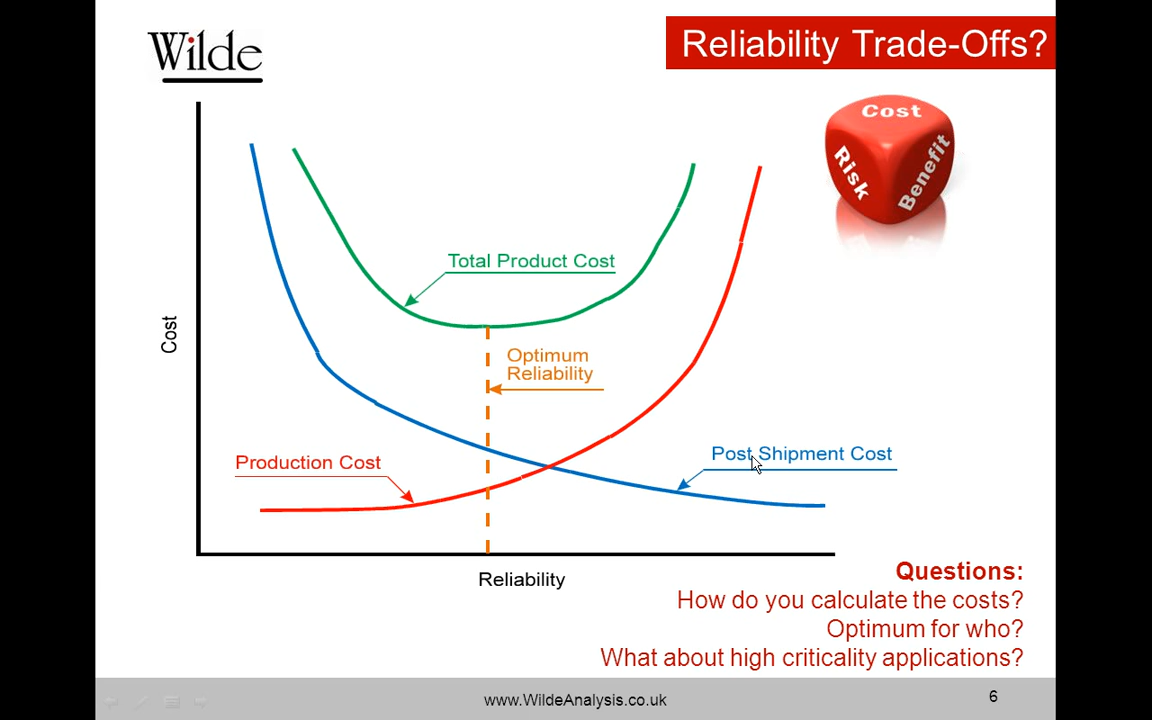 Wilde
Reliability Trade-Offs?
Cost
Risk
Benefit
Total Product Cost
Cost
Optimum
Reliability
Production Cost
Post Shipment Cost
Reliability
Questions:
How do you calculate the costs?
Optimum for who?
What about high criticality applications?
www.WildeAnalysis.co.uk
6